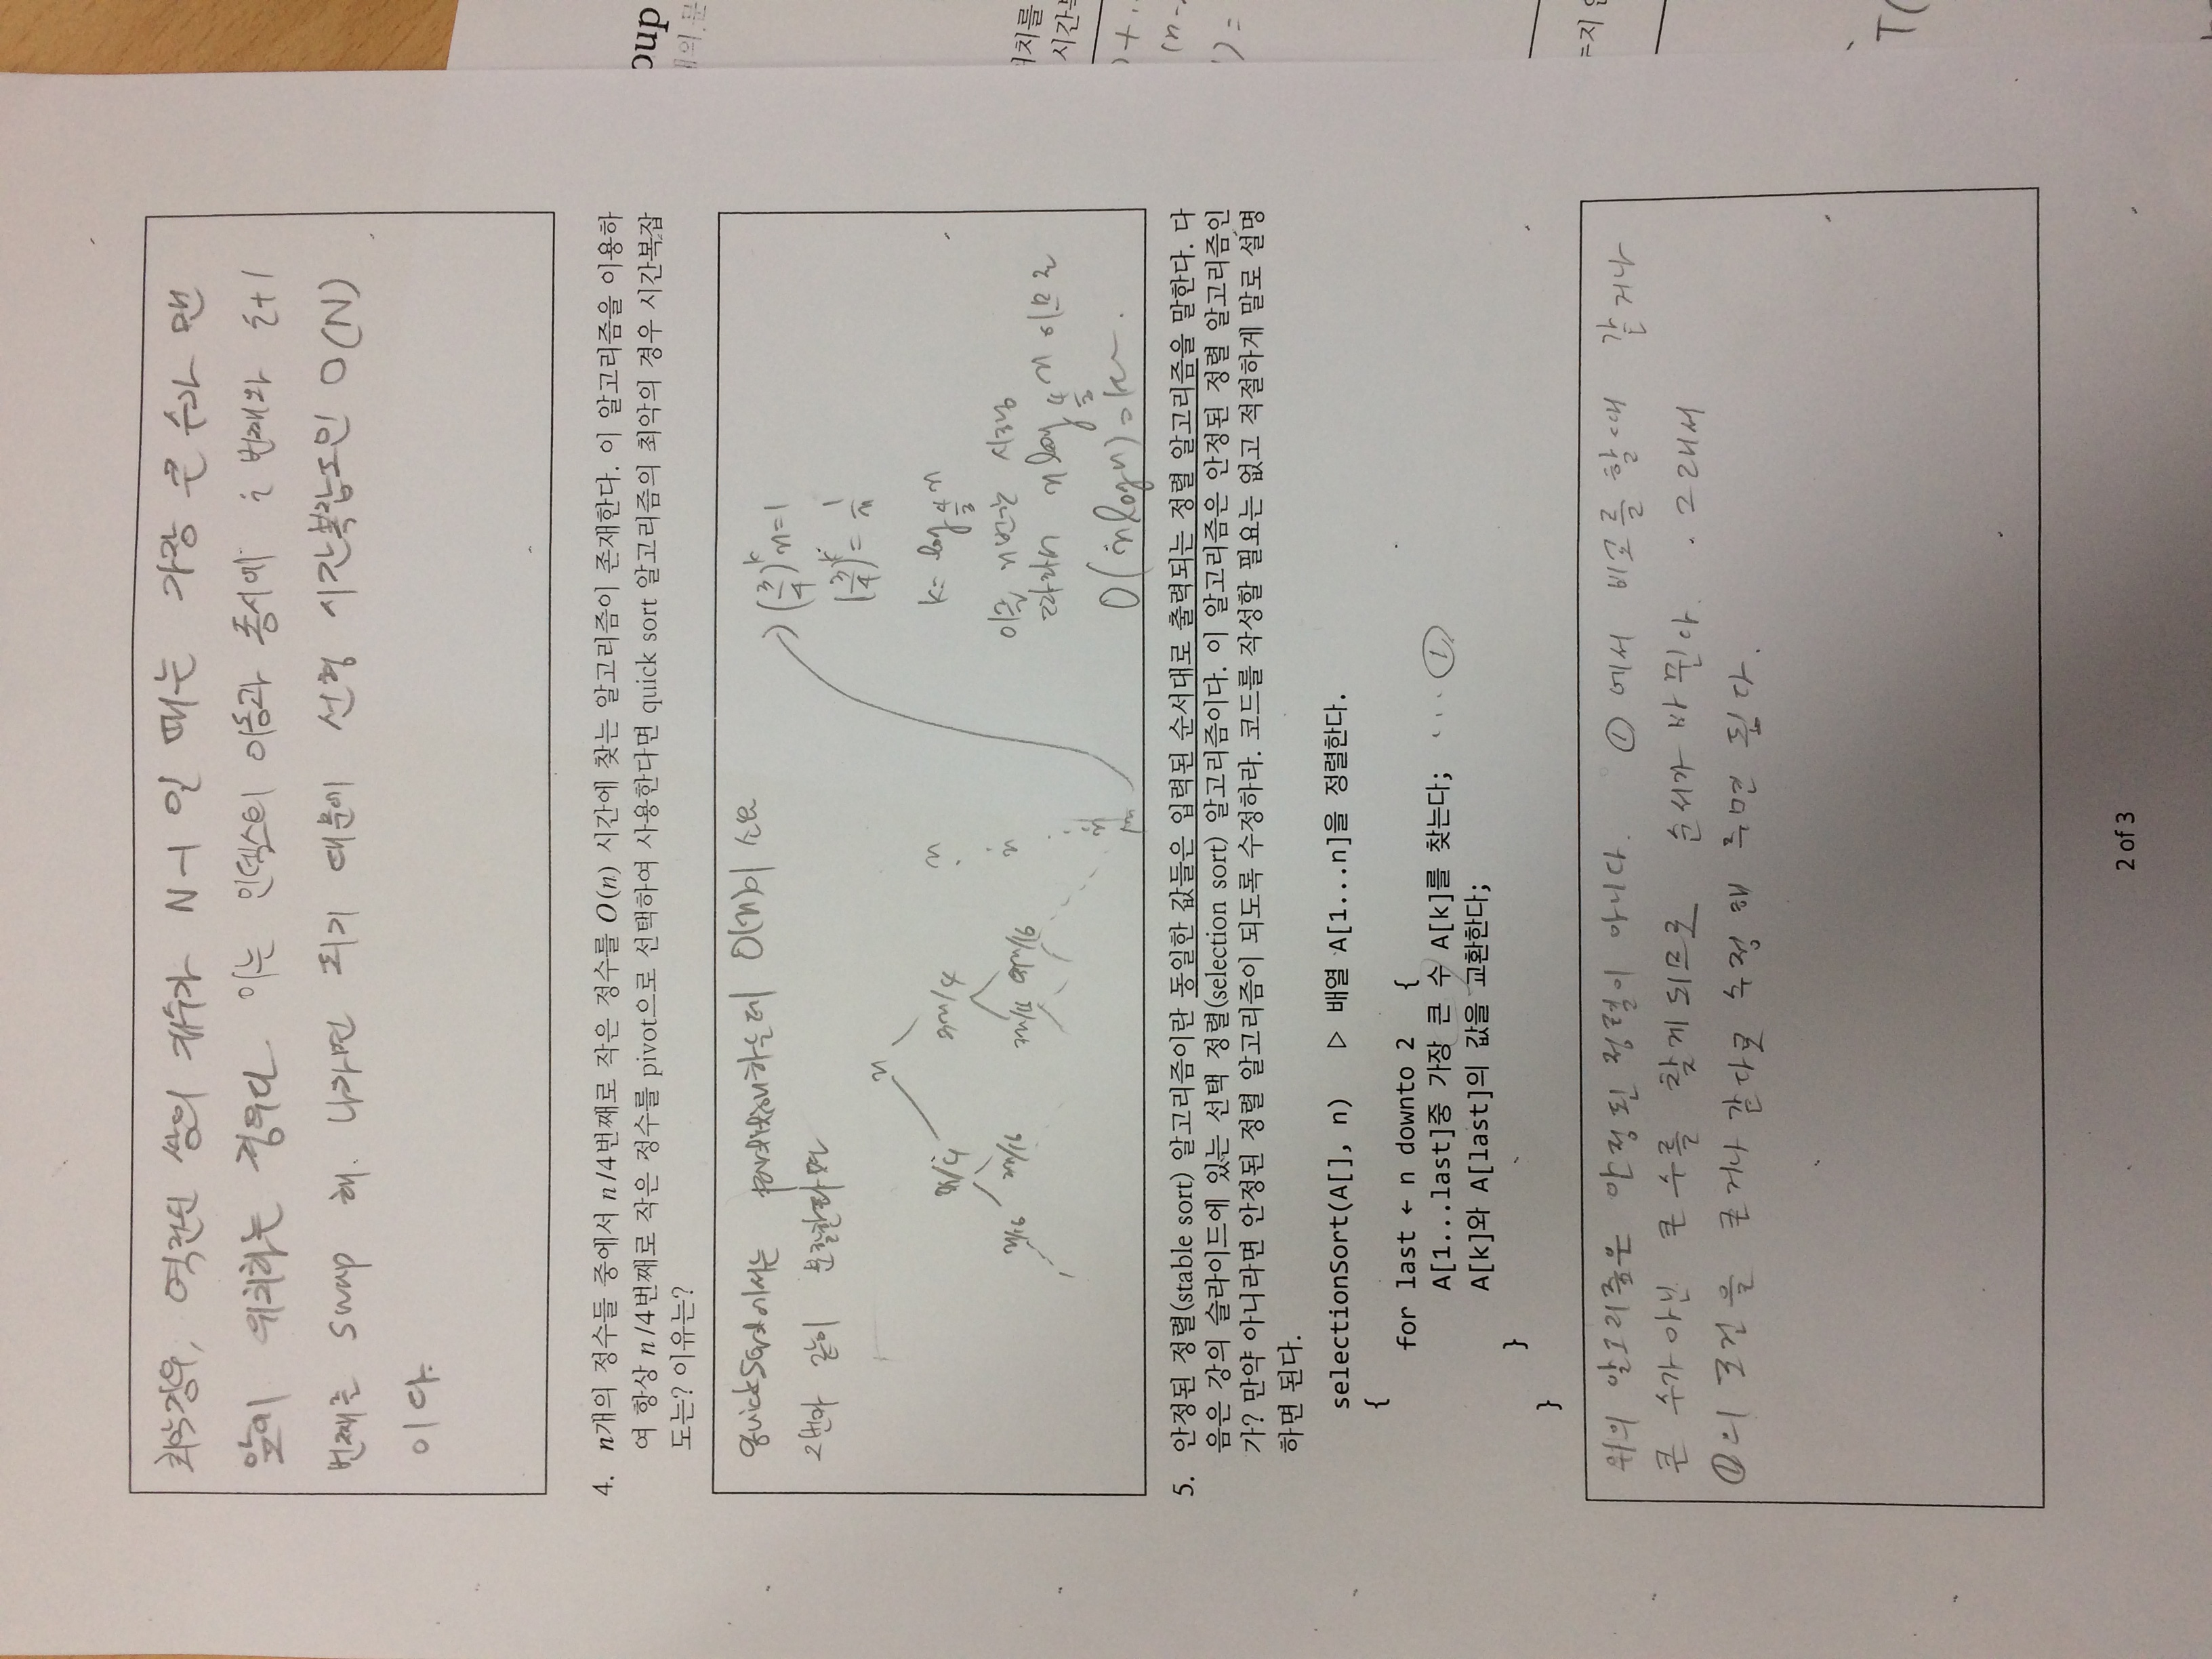 최악경우, 역전된 쌍의 개수가 N-1 일 때는 가장 큰 수가 맨
앞에 위치하는 경우다 이는 인덱스의 이동과 동시에 i 번째와 i+1
번째를 swap 해 나가면 되기 때문에 선형 시간복잡도인 O(N)
이다.
4. n개의 정수들 중에서 n/4번째로 작은 정수를 O(n) 시간에 찾는 알고리즘이 존재한다. 이 알고리즘을 이용하
여 항상 n/4번째로 작은 정수를 pivot으로 선택하여 사용한다면 quick sort 알고리즘의 최악의 경우 시간복잡
도는? 이유는?
quickSort에서는 partition하는데 O(n)이 소요
2번과 같이 분할한다면
n
n/4 3n/4 n
n/16 3n/16 9n/16 n
n
(3/4)^k n=1
(3/4)^k = 1/n
k= log_{4/3} n
이를 n번한 시행
따라서 n log_{4/3} n 이므로
O(nlogn)
5. 안정된 정렬(stable sort) 알고리즘이란 동일한 값들은 입력된 순서대로 출력되는 정렬 알고리즘을 말한다. 다
음은 강의 슬라이드에 있는 선택 정렬(selection sort) 알고리즘이다. 이 알고리즘은 안정된 정렬 알고리즘인
가? 만약 아니라면 안정된 정렬 알고리즘이 되도록 수정하라. 코드를 작성할 필요는 없고 적절하게 말로 설명
하면 된다.
selectionSort(A[], n) ▷ 배열 A[1...n]을 정렬한다.
{
for last ← n downto 2 {
A[1...last]중 가장 큰 수 A[k]를 찾는다; ... ①
A[k]와 A[last]의 값을 교환한다;
}
}
위의 알고리즘은 안정된 정렬이 아니다. ① 에서 비교를 할 때 같거나
큰 수가 아닌 큰 수를 찾게 되므로 순서가 바뀐다. 그래서
①의 조건을 크거나 같다로 수정해 주면 된다.
2 of 3
oup
시간
T(